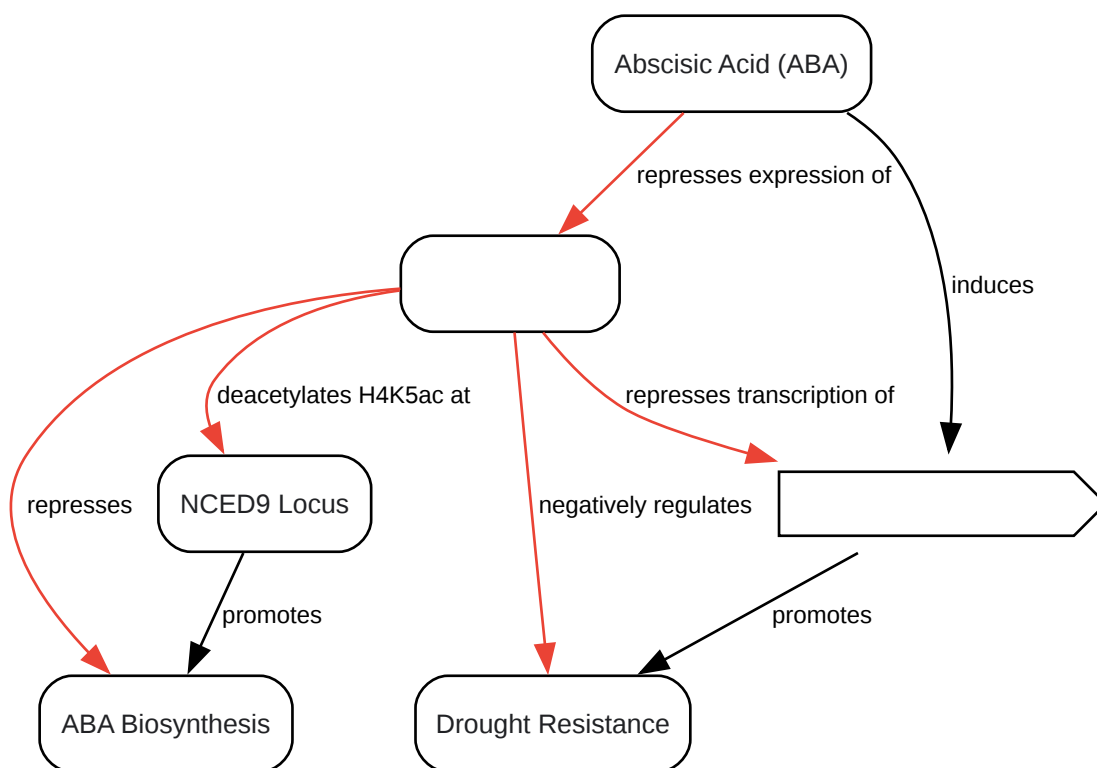 Abscisic Acid (ABA)
represses expression of
induces
deacetylates H4K5ac at
represses transcription of
represses
NCED9 Locus
negatively regulates
promotes
promotes
ABA Biosynthesis
Drought Resistance